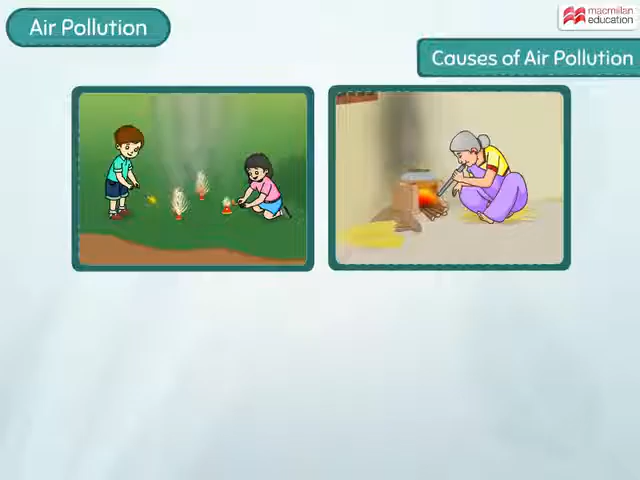 Air Pollution
macmillan
education
Causes of Air Pollution